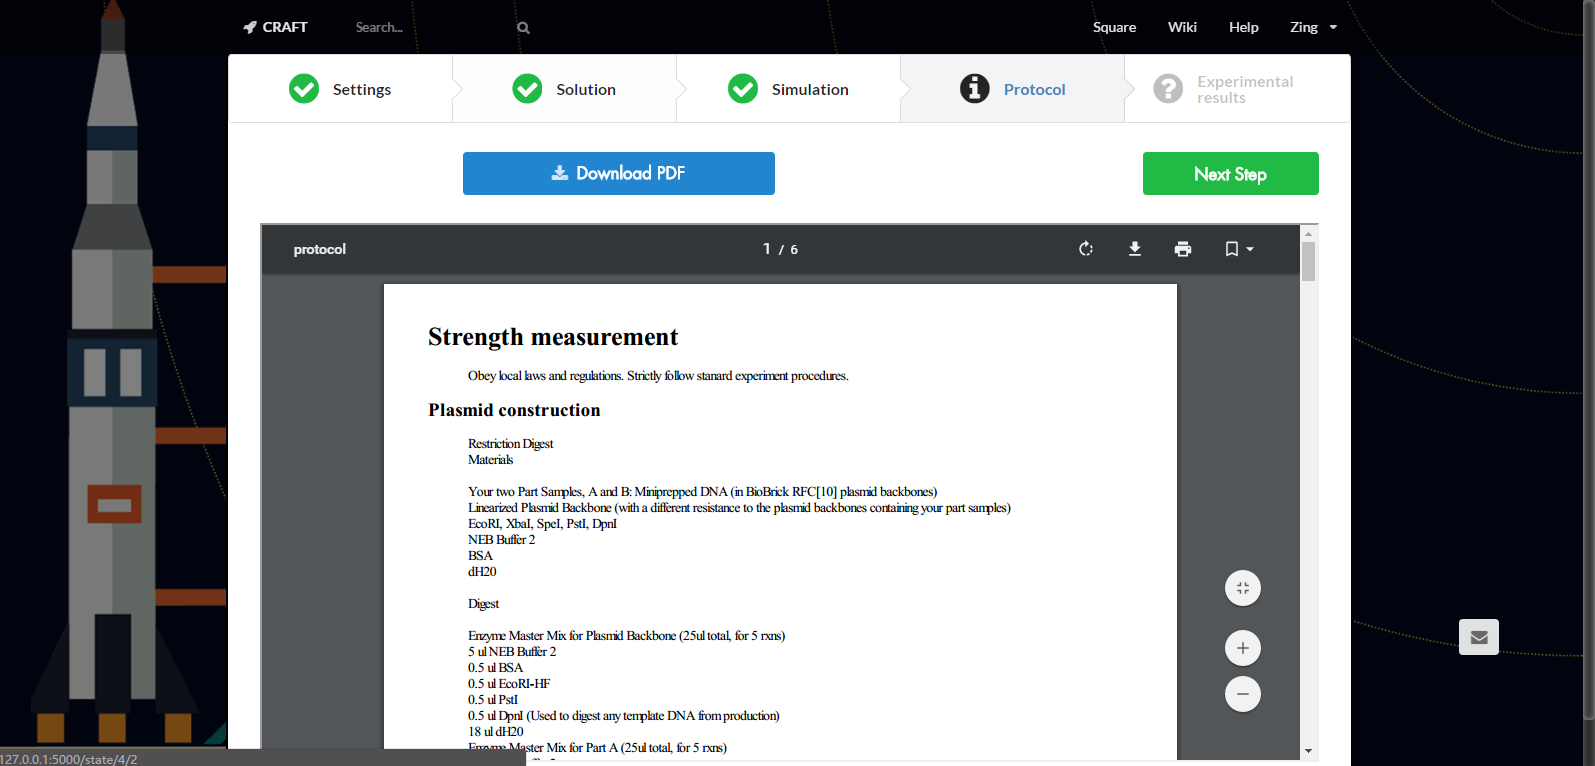 CRAFT Search... Square Wiki Help Zing
Settings Solution Simulation Protocol Experimental
results
Download PDF Next Step
protocol 1 / 6
Strength measurement
Obey local laws and regulations. Strictly follow stanard experiment procedures.
Plasmid construction
Restriction Digest
Materials
Your two Part Samples, A and B: Miniprepped DNA (in BioBrick RFC[10] plasmid backbones)
Linearized Plasmid Backbone (with a different resistance to the plasmid backbones containing your part samples)
EcoRI, XbaI, SpeI, PstI, DpnI
NEB Buffer 2
BSA
dH20
Digest
Enzyme Master Mix for Plasmid Backbone (25ul total, for 5 rxns)
5 ul NEB Buffer 2
0.5 ul BSA
0.5 ul EcoRI-HF
0.5 ul PstI
0.5 ul DpnI (Used to digest any template DNA from production)
18 ul dH20
Enzyme Master Mix for Part A (25ul total, for 5 rxns)
127.0.0.1:5000/state/4/2